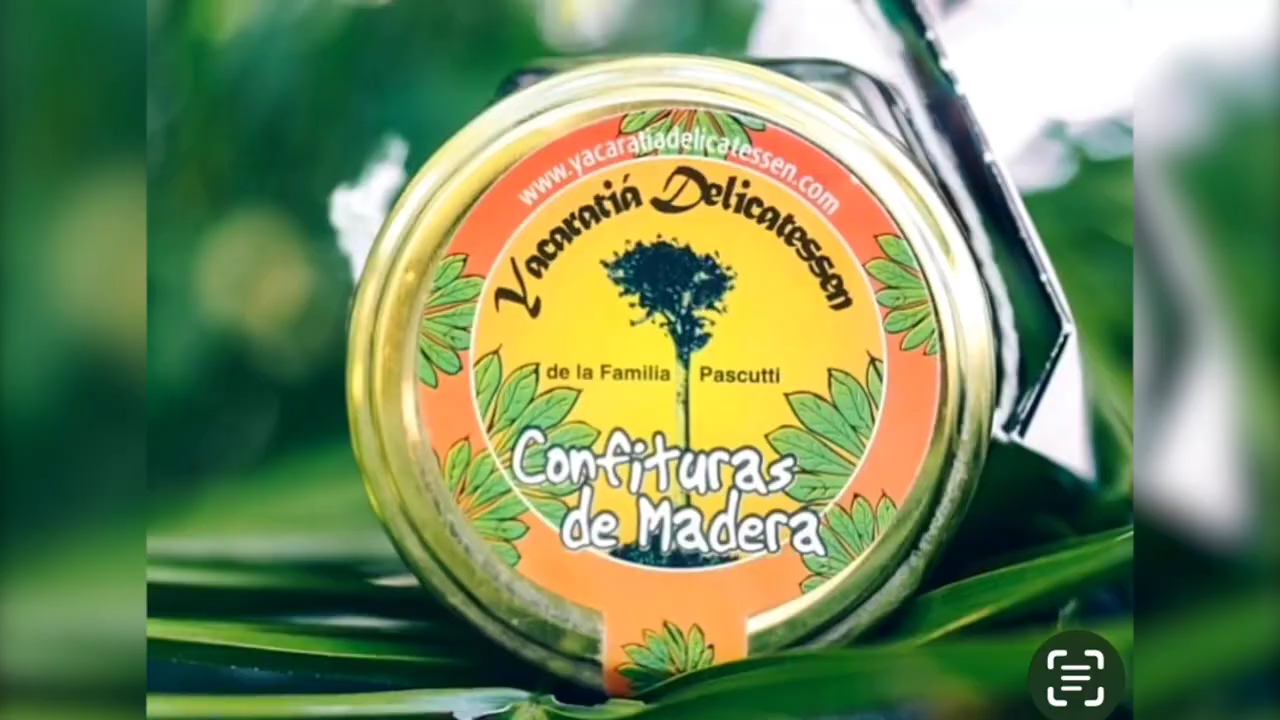 www.yacaratiadelicatessen.com
Yacaratiá Delicatessen
de la Familia Pascutti
Confituras
de Madera